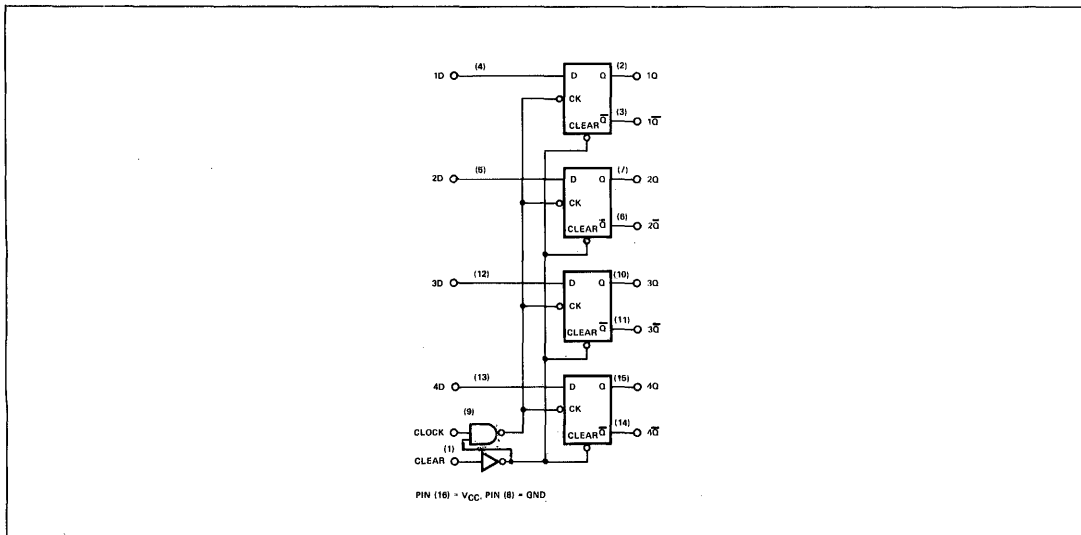 1D (4) D Q (2) 1Q
CK
CLEAR Q̅ (3) 1Q̅
2D (5) D Q (7) 2Q
CK
CLEAR Q̅ (6) 2Q̅
3D (12) D Q (10) 3Q
CK
CLEAR Q̅ (11) 3Q̅
4D (13) D Q (15) 4Q
CK
CLOCK (9) CLEAR Q̅ (14) 4Q̅
CLEAR (1)
PIN (16) = VCC, PIN (8) = GND